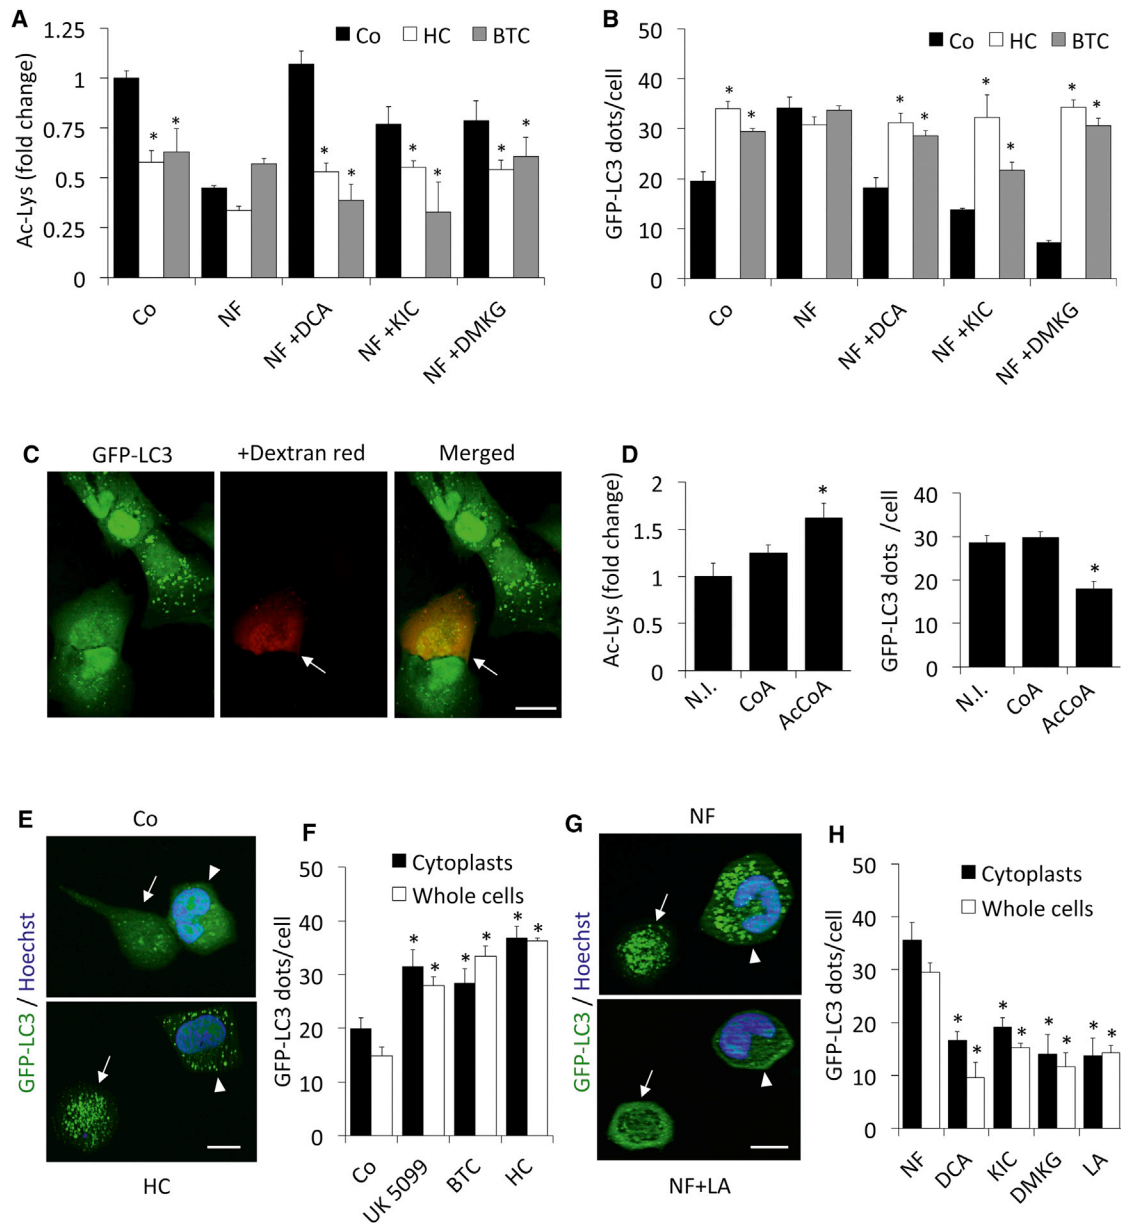 A
Ac-Lys (fold change)
1.25
1
0.75
0.5
0.25
0
Co HC BTC
* * * * * * * *
Co NF NF +DCA NF +KIC NF +DMKG
B
GFP-LC3 dots/cell
50
40
30
20
10
0
Co HC BTC
* * * * * * * *
Co NF NF +DCA NF +KIC NF +DMKG
C
GFP-LC3 +Dextran red Merged
D
Ac-Lys (fold change)
2
1.5
1
0.5
0
*
N.I. CoA AcCoA
GFP-LC3 dots /cell
40
30
20
10
0
*
N.I. CoA AcCoA
E
Co
GFP-LC3 / Hoechst
HC
F
GFP-LC3 dots/cell
50
40
30
20
10
0
Cytoplasts
Whole cells
* * * * * *
Co UK 5099 BTC HC
G
NF
GFP-LC3 / Hoechst
NF+LA
H
GFP-LC3 dots/cell
50
40
30
20
10
0
Cytoplasts
Whole cells
* * * * * * * *
NF DCA KIC DMKG LA